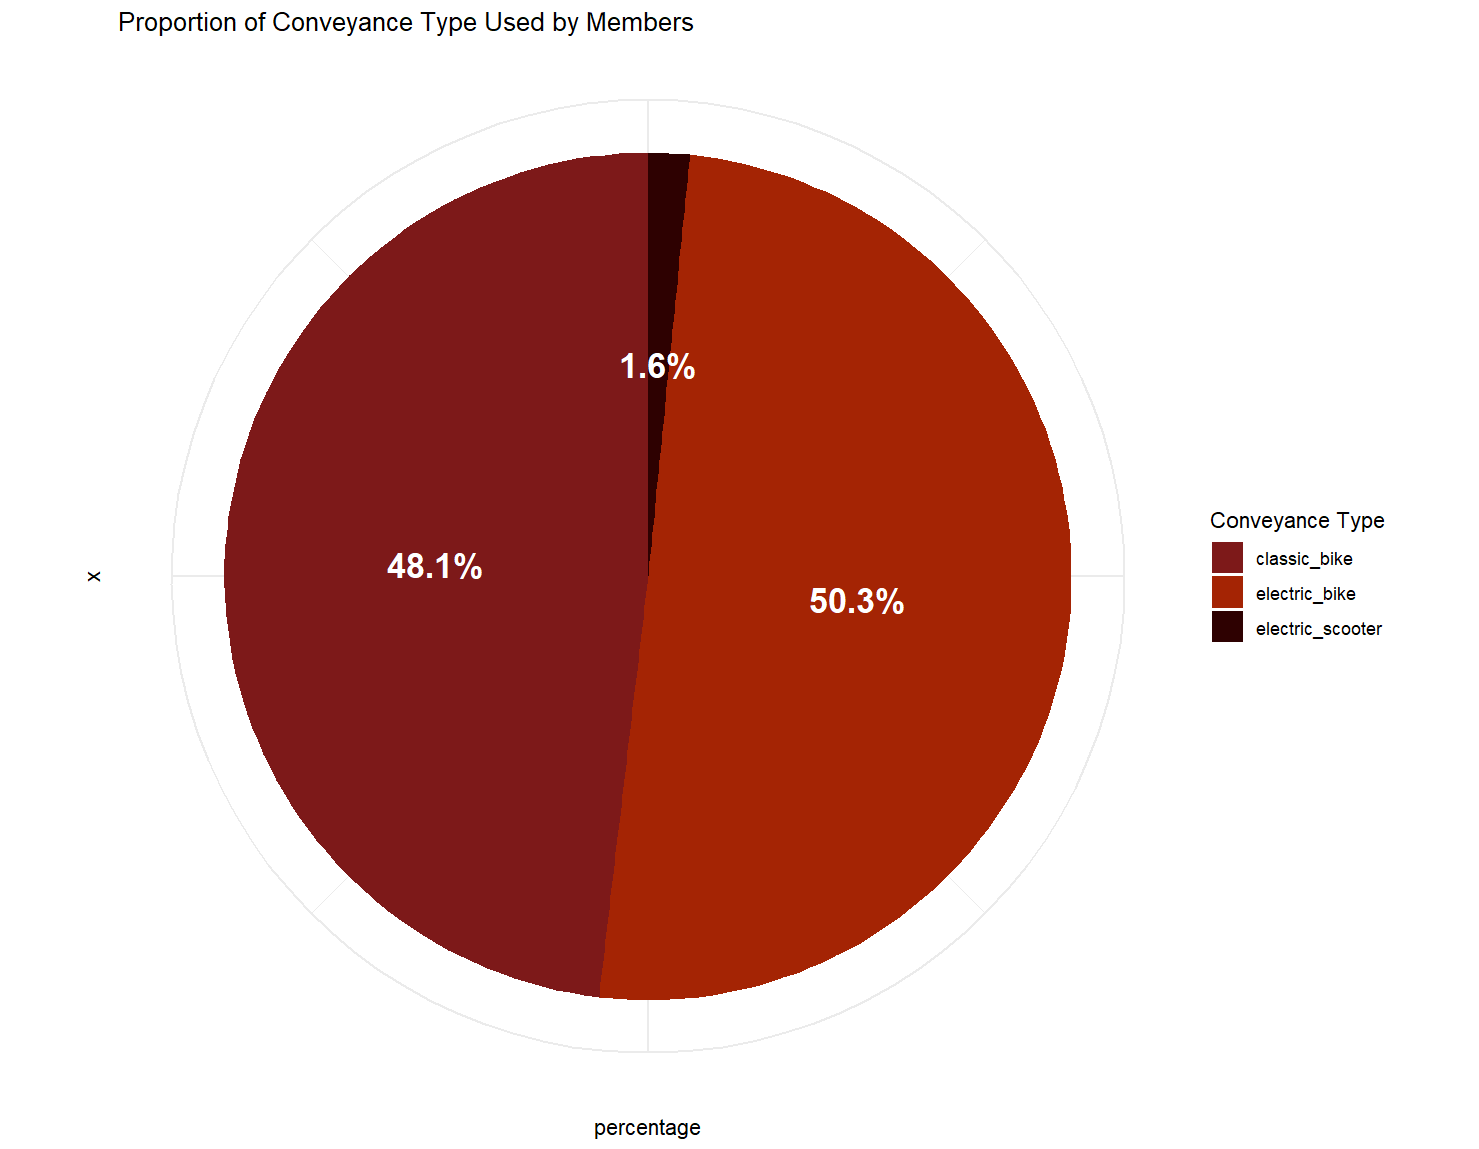 Proportion of Conveyance Type Used by Members
1.6%
48.1%
50.3%
x
percentage
Conveyance Type
classic_bike
electric_bike
electric_scooter